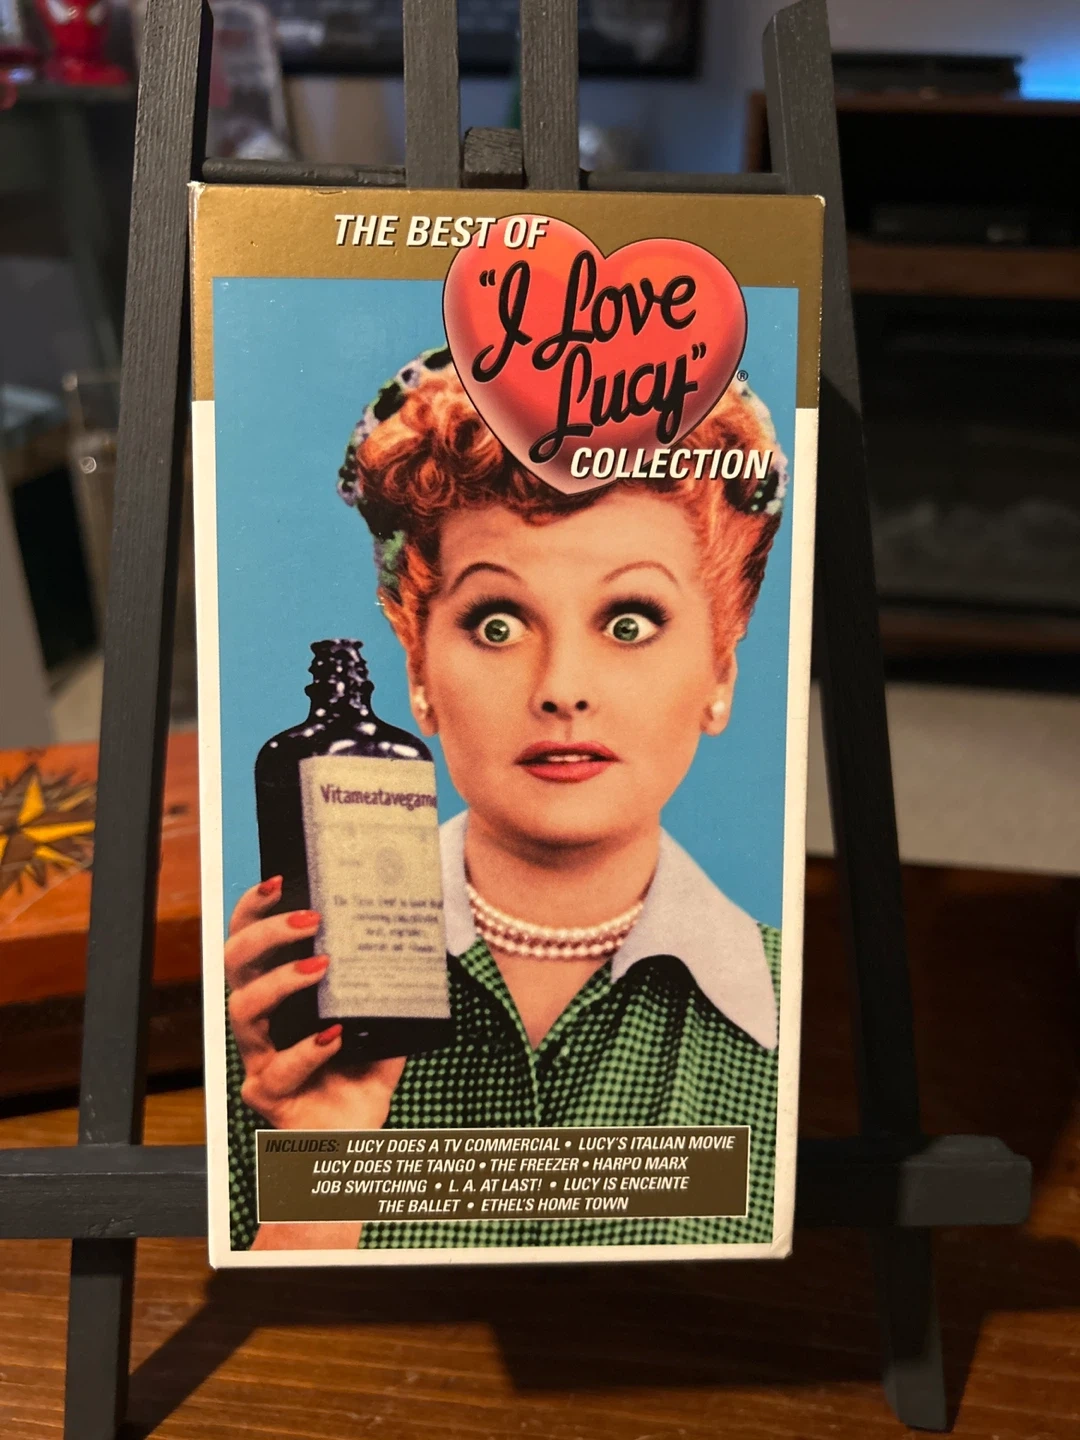 THE BEST OF
"I Love
Lucy"®
COLLECTION
Vitameatavegam
INCLUDES: LUCY DOES A TV COMMERCIAL • LUCY'S ITALIAN MOVIE
LUCY DOES THE TANGO • THE FREEZER • HARPO MARX
JOB SWITCHING • L.A. AT LAST! • LUCY IS ENCEINTE
THE BALLET • ETHEL'S HOME TOWN